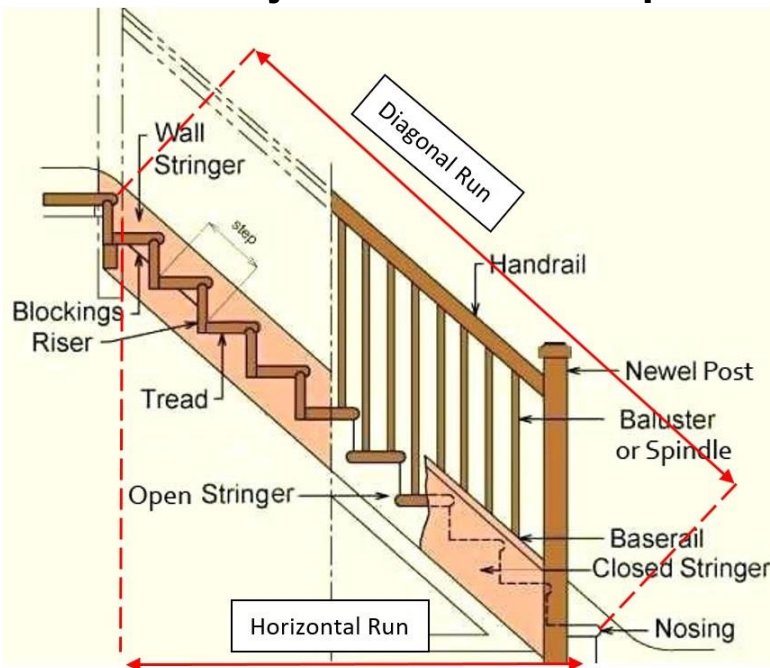 Diagonal Run
Wall
Stringer
step
Handrail
Blockings
Riser
Newel Post
Tread
Baluster
or Spindle
Open Stringer
Baserail
Closed Stringer
Horizontal Run
Nosing